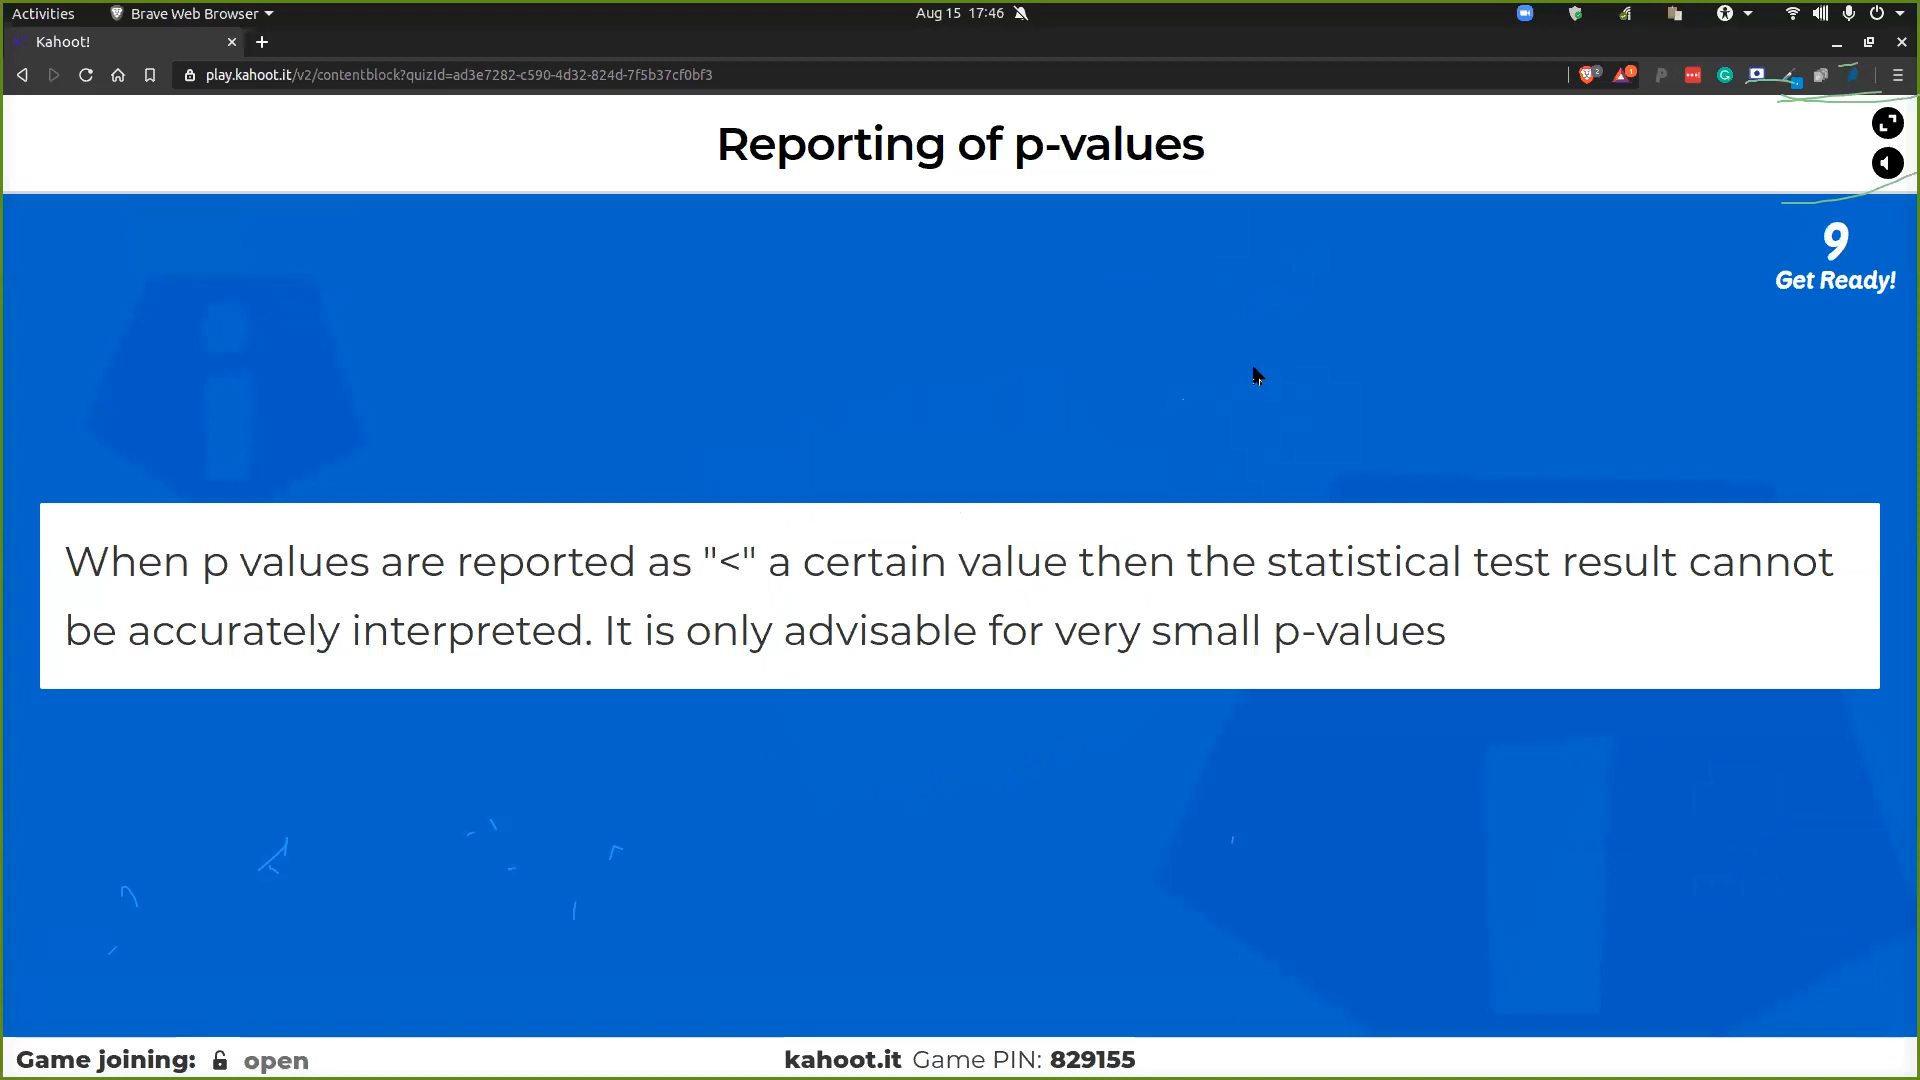 Activities Brave Web Browser Aug 15 17:46
Kahoot!
play.kahoot.it/v2/contentblock?quizId=ad3e7282-c590-4d32-824d-7f5b37cf0bf3
Reporting of p-values
9
Get Ready!
When p values are reported as "<" a certain value then the statistical test result cannot
be accurately interpreted. It is only advisable for very small p-values
Game joining: open kahoot.it Game PIN: 829155